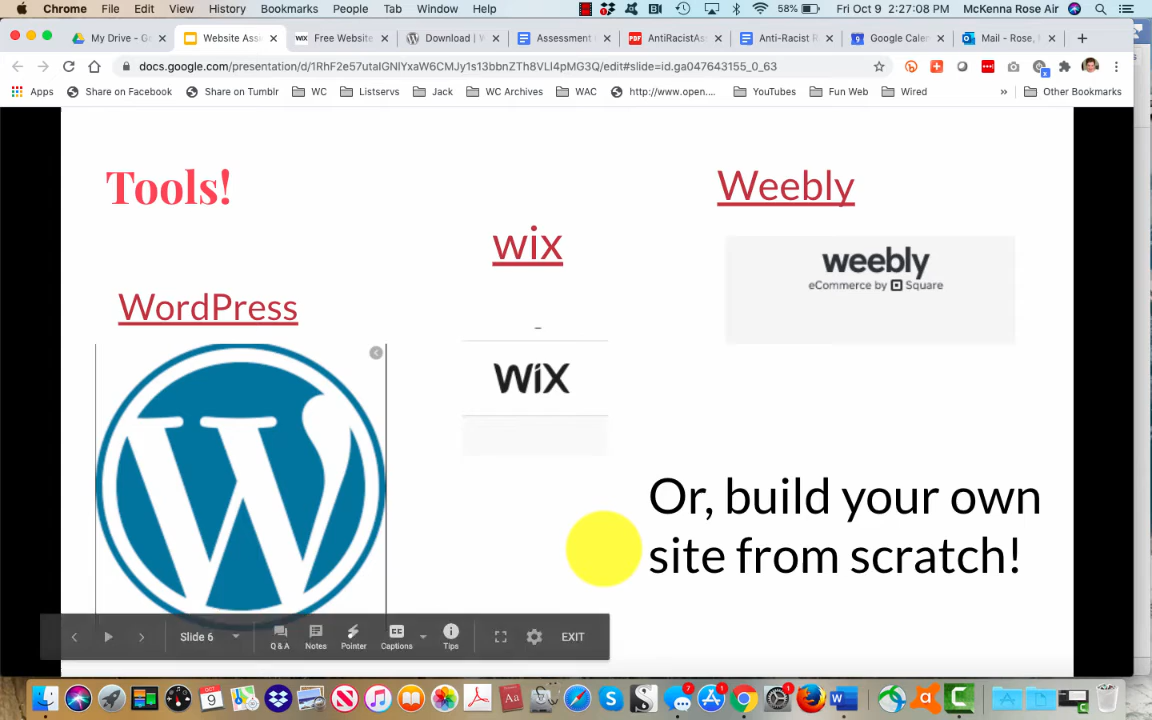 Chrome File Edit View History Bookmarks People Tab Window Help 58% Fri Oct 9 2:27:08 PM McKenna Rose Air
My Drive - G
Website Assi
Free Website
Download | W
Assessment
AntiRacistAs
Anti-Racist R
Google Calen
Mail - Rose, M
docs.google.com/presentation/d/1RhF2e57utaIGNIYxaW6CMJy1s13bbnZTh8VLl4pMG3Q/edit#slide=id.ga047643155_0_63
Apps Share on Facebook Share on Tumblr WC Listservs Jack WC Archives WAC http://www.open.... YouTubes Fun Web Wired » Other Bookmarks
Tools!
Weebly
wix
weebly
eCommerce by Square
WordPress
WiX
Or, build your own
site from scratch!
Slide 6
Q & A Notes Pointer Captions Tips EXIT